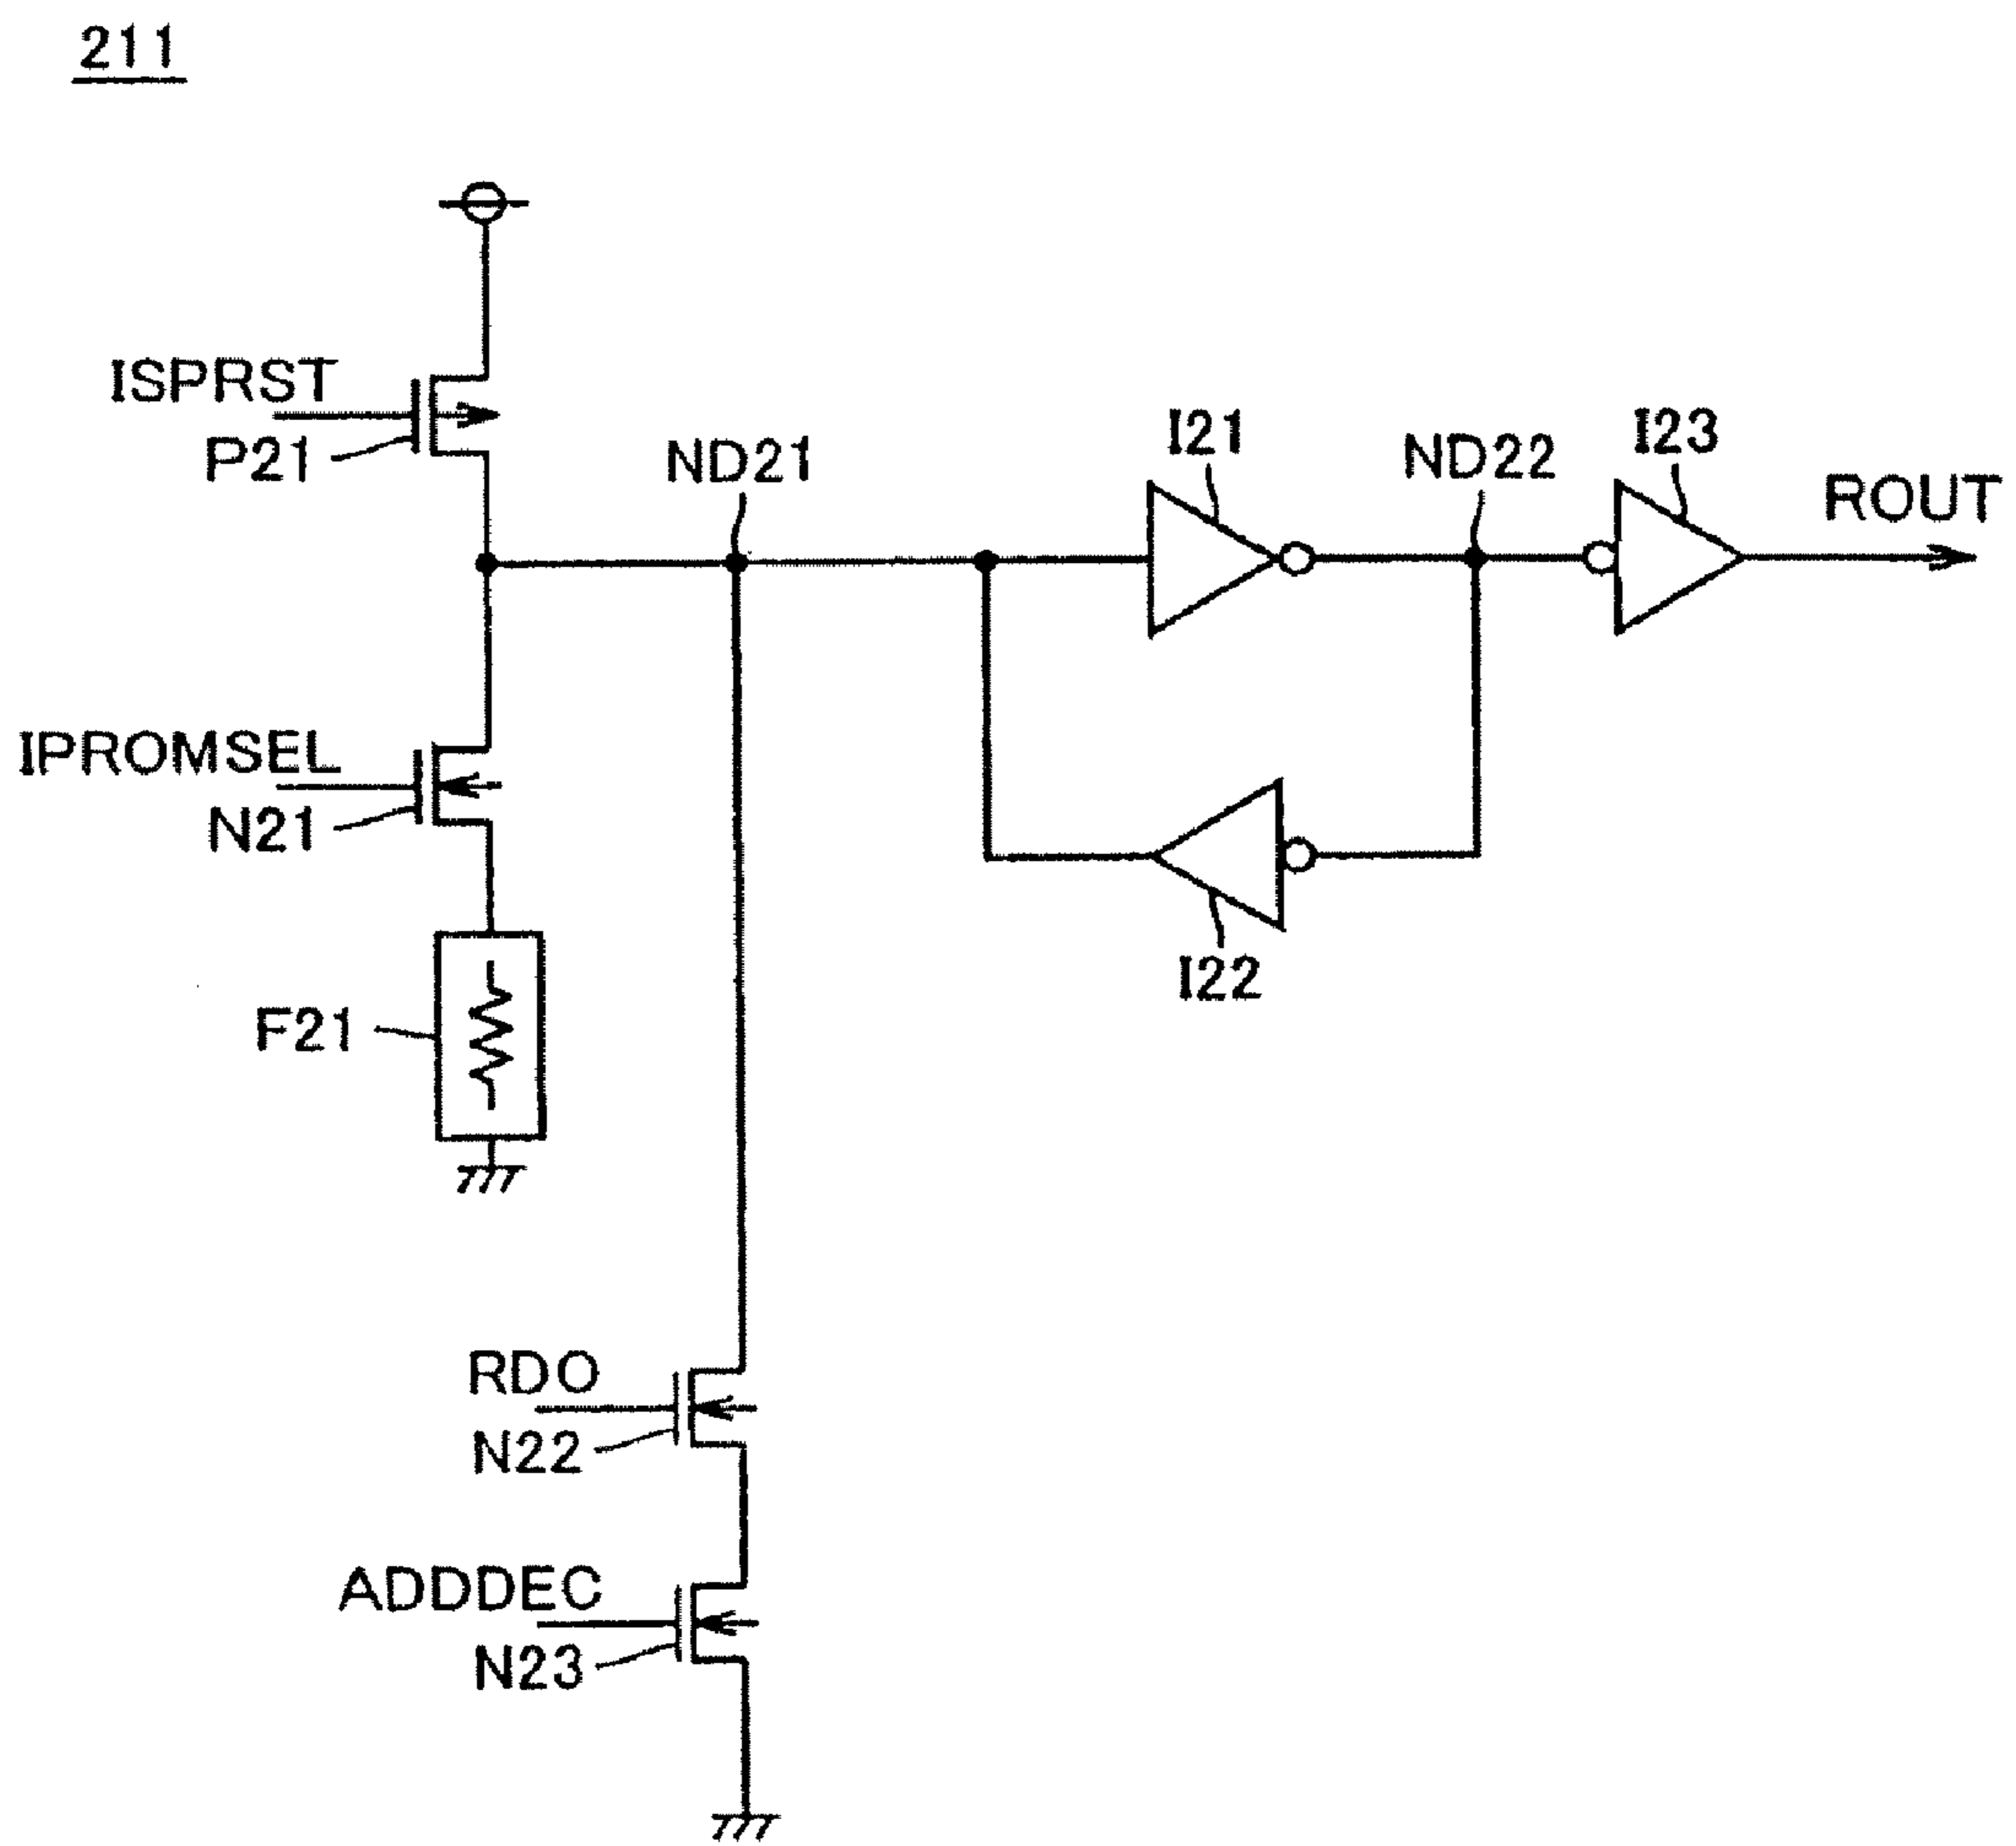 211
ISPRST
P21
ND21
I21
ND22
I23
ROUT
IPROMSEL
N21
F21
I22
RDO
N22
ADDDEC
N23